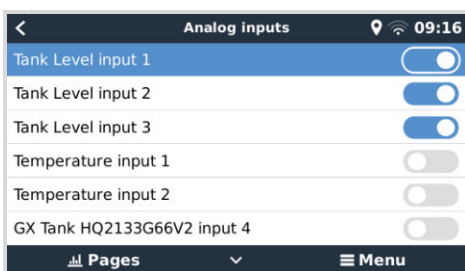 Analog inputs 09:16
Tank Level input 1
Tank Level input 2
Tank Level input 3
Temperature input 1
Temperature input 2
GX Tank HQ2133G66V2 input 4
Pages Menu